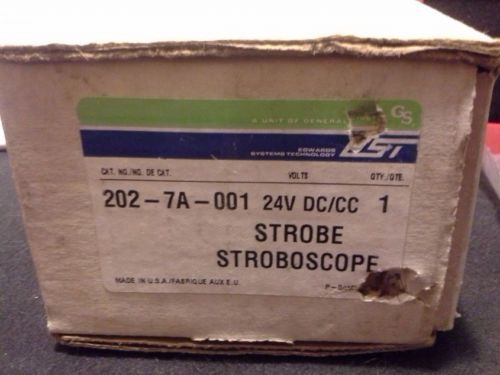 A UNIT OF GENERAL
GS
EDWARDS
SYSTEMS TECHNOLOGY
EST
CAT. NO./NO. DE CAT.
VOLTS
QTY./QTE.
202-7A-001 24V DC/CC 1
STROBE
STROBOSCOPE
MADE IN U.S.A./FABRIQUE AUX E.U.